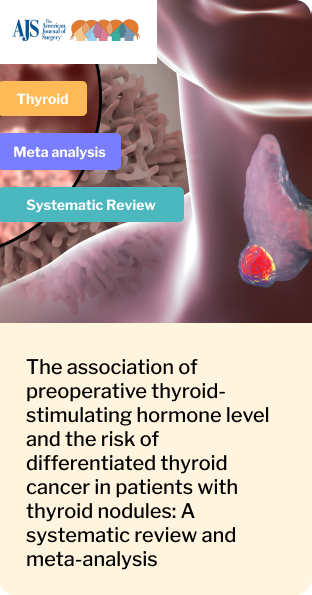 AJS The American Journal of Surgery
Thyroid
Meta analysis
Systematic Review
The association of
preoperative thyroid-
stimulating hormone level
and the risk of
differentiated thyroid
cancer in patients with
thyroid nodules: A
systematic review and
meta-analysis